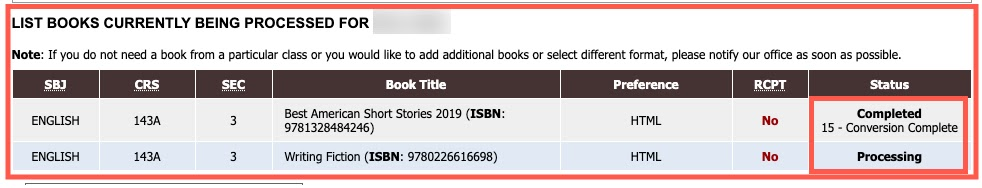 LIST BOOKS CURRENTLY BEING PROCESSED FOR
Note: If you do not need a book from a particular class or you would like to add additional books or select different format, please notify our office as soon as possible.
SBJ CRS SEC Book Title Preference RCPT Status
ENGLISH 143A 3 Best American Short Stories 2019 (ISBN: 9781328484246) HTML No Completed
15 - Conversion Complete
ENGLISH 143A 3 Writing Fiction (ISBN: 9780226616698) HTML No Processing